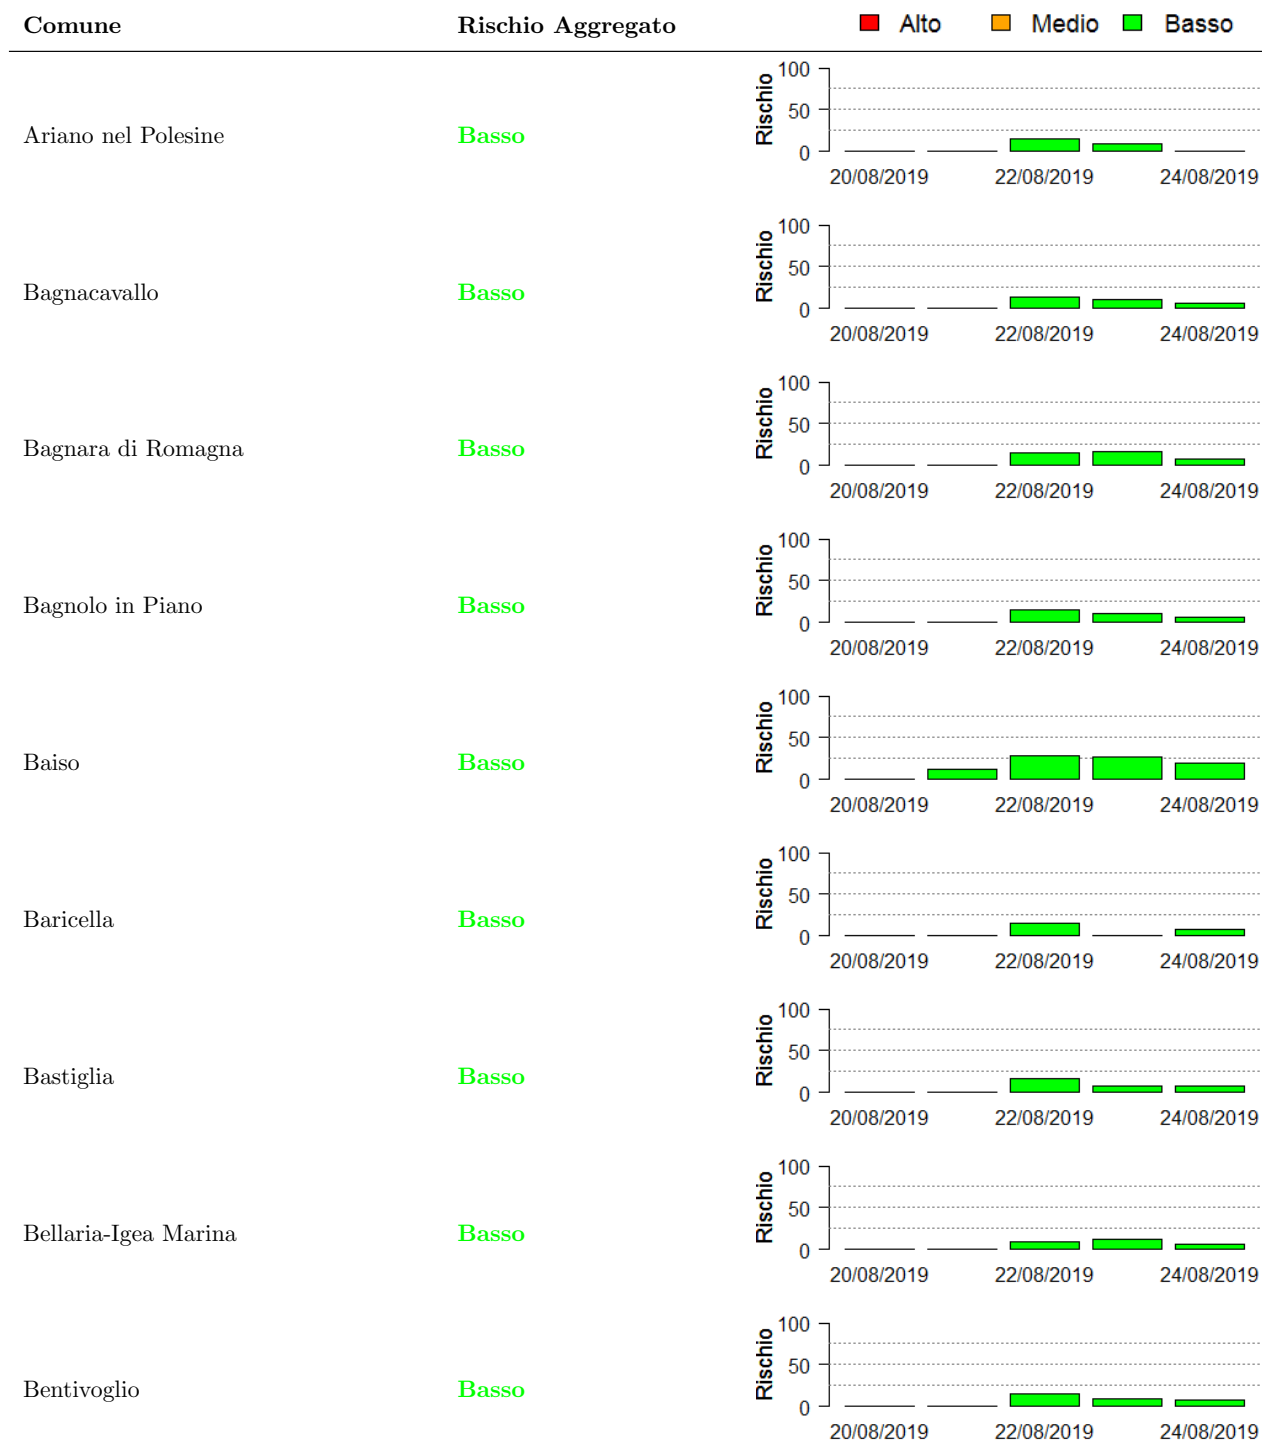 Comune Rischio Aggregato Alto Medio Basso
100
50
0
Rischio
Ariano nel Polesine Basso
20/08/2019 22/08/2019 24/08/2019
100
50
0
Rischio
Bagnacavallo Basso
20/08/2019 22/08/2019 24/08/2019
100
50
0
Rischio
Bagnara di Romagna Basso
20/08/2019 22/08/2019 24/08/2019
100
50
0
Rischio
Bagnolo in Piano Basso
20/08/2019 22/08/2019 24/08/2019
100
50
0
Rischio
Baiso Basso
20/08/2019 22/08/2019 24/08/2019
100
50
0
Rischio
Baricella Basso
20/08/2019 22/08/2019 24/08/2019
100
50
0
Rischio
Bastiglia Basso
20/08/2019 22/08/2019 24/08/2019
100
50
0
Rischio
Bellaria-Igea Marina Basso
20/08/2019 22/08/2019 24/08/2019
100
50
0
Rischio
Bentivoglio Basso
20/08/2019 22/08/2019 24/08/2019